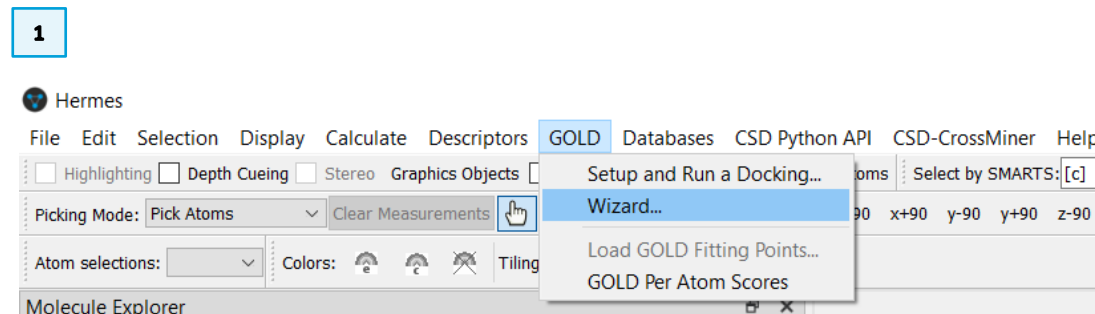 1
Hermes
File Edit Selection Display Calculate Descriptors GOLD Databases CSD Python API CSD-CrossMiner Help
Highlighting Depth Cueing Stereo Graphics Objects Setup and Run a Docking... Select by SMARTS: [c]
Picking Mode: Pick Atoms Clear Measurements Wizard... x+90 y-90 y+90 z-90
Load GOLD Fitting Points...
Atom selections: Colors: e c Tiling
GOLD Per Atom Scores
Molecule Explorer